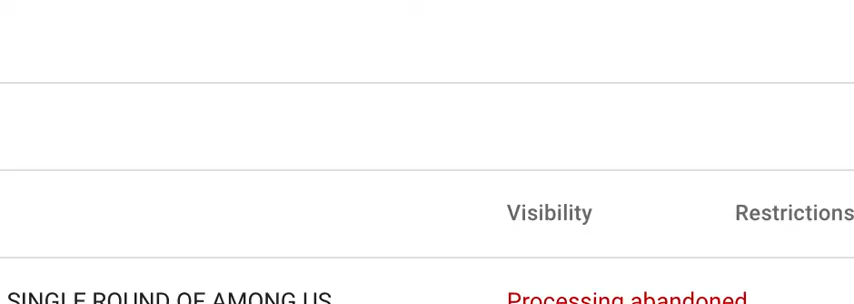 Visibility Restrictions
SINGLE ROUND OF AMONG US Processing abandoned